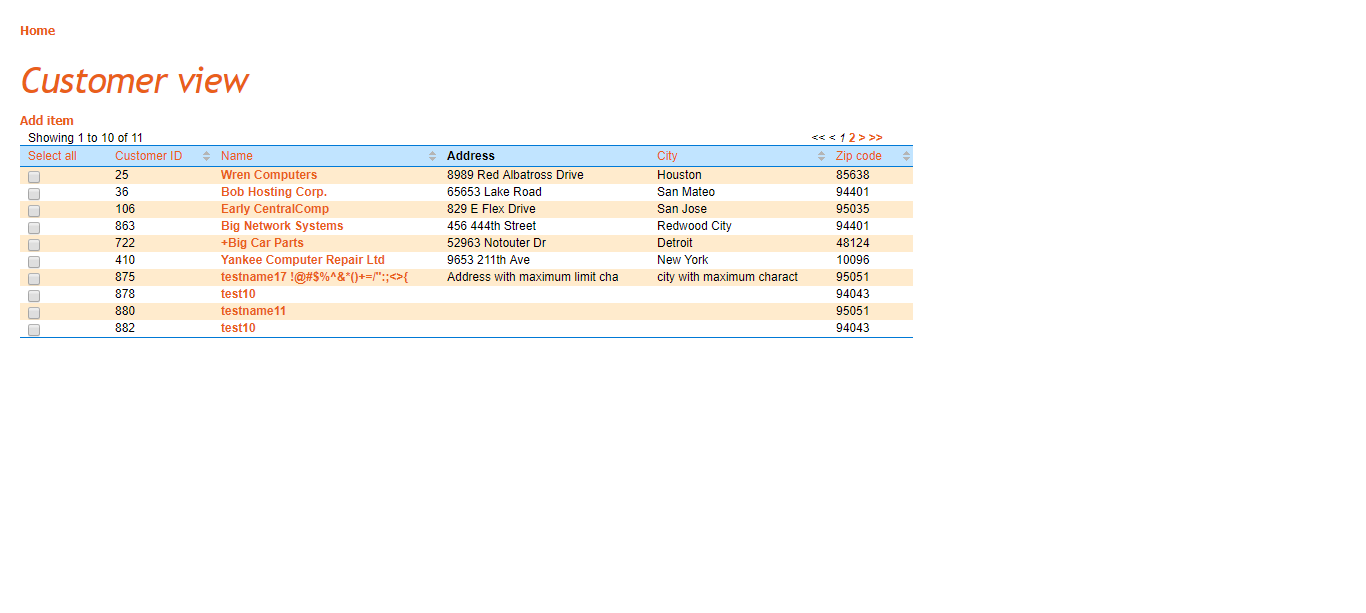 Home
Customer view
Add item
Showing 1 to 10 of 11 << < 1 2 > >>
Select all Customer ID Name Address City Zip code
25 Wren Computers 8989 Red Albatross Drive Houston 85638
36 Bob Hosting Corp. 65653 Lake Road San Mateo 94401
106 Early CentralComp 829 E Flex Drive San Jose 95035
863 Big Network Systems 456 444th Street Redwood City 94401
722 +Big Car Parts 52963 Notouter Dr Detroit 48124
410 Yankee Computer Repair Ltd 9653 211th Ave New York 10096
875 testname17 !@#$%^&*()+=/":;<>{ Address with maximum limit cha city with maximum charact 95051
878 test10 94043
880 testname11 95051
882 test10 94043